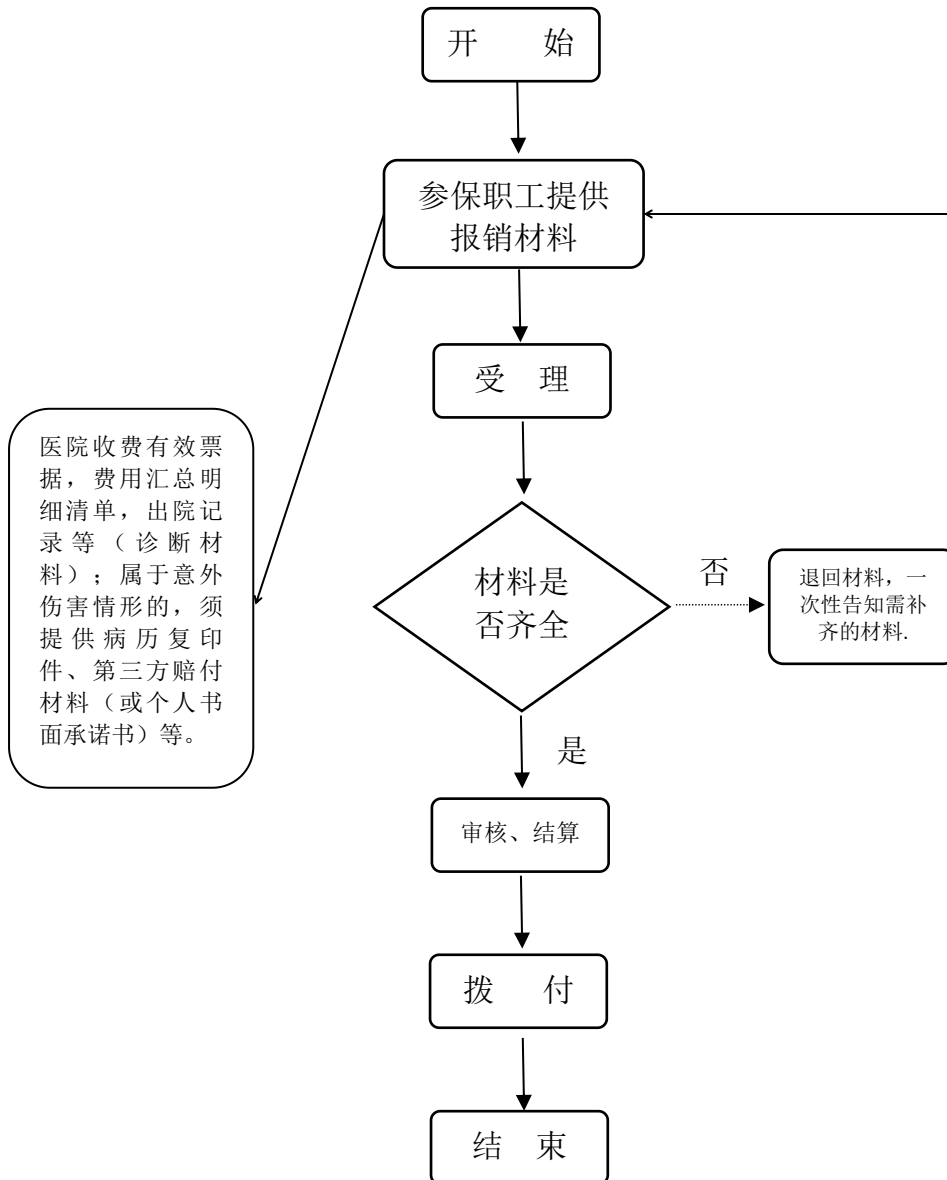 开 始
参保职工提供
报销材料
受 理
医院收费有效票
据，费用汇总明
细清单，出院记
录等（诊断材
料）；属于意外
伤害情形的，须
提供病历复印
件、第三方赔付
材料（或个人书
面承诺书）等。
材料是
否齐全
否
退回材料，一
次性告知需补
齐的材料.
是
审核、结算
拨 付
结 束